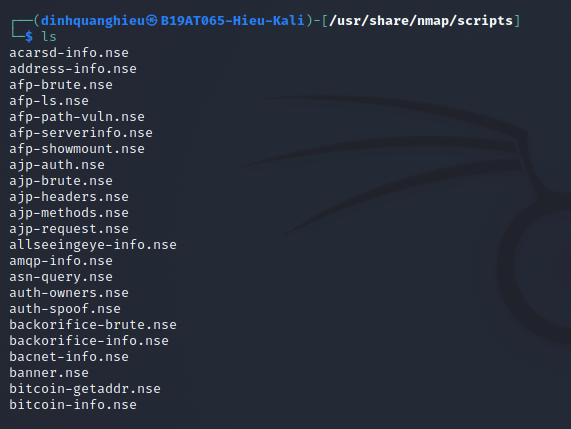 ┌──(dinhquanghieu㉿B19AT065-Hieu-Kali)-[/usr/share/nmap/scripts]
└─$ ls
acarsd-info.nse
address-info.nse
afp-brute.nse
afp-ls.nse
afp-path-vuln.nse
afp-serverinfo.nse
afp-showmount.nse
ajp-auth.nse
ajp-brute.nse
ajp-headers.nse
ajp-methods.nse
ajp-request.nse
allseeingeye-info.nse
amqp-info.nse
asn-query.nse
auth-owners.nse
auth-spoof.nse
backorifice-brute.nse
backorifice-info.nse
bacnet-info.nse
banner.nse
bitcoin-getaddr.nse
bitcoin-info.nse